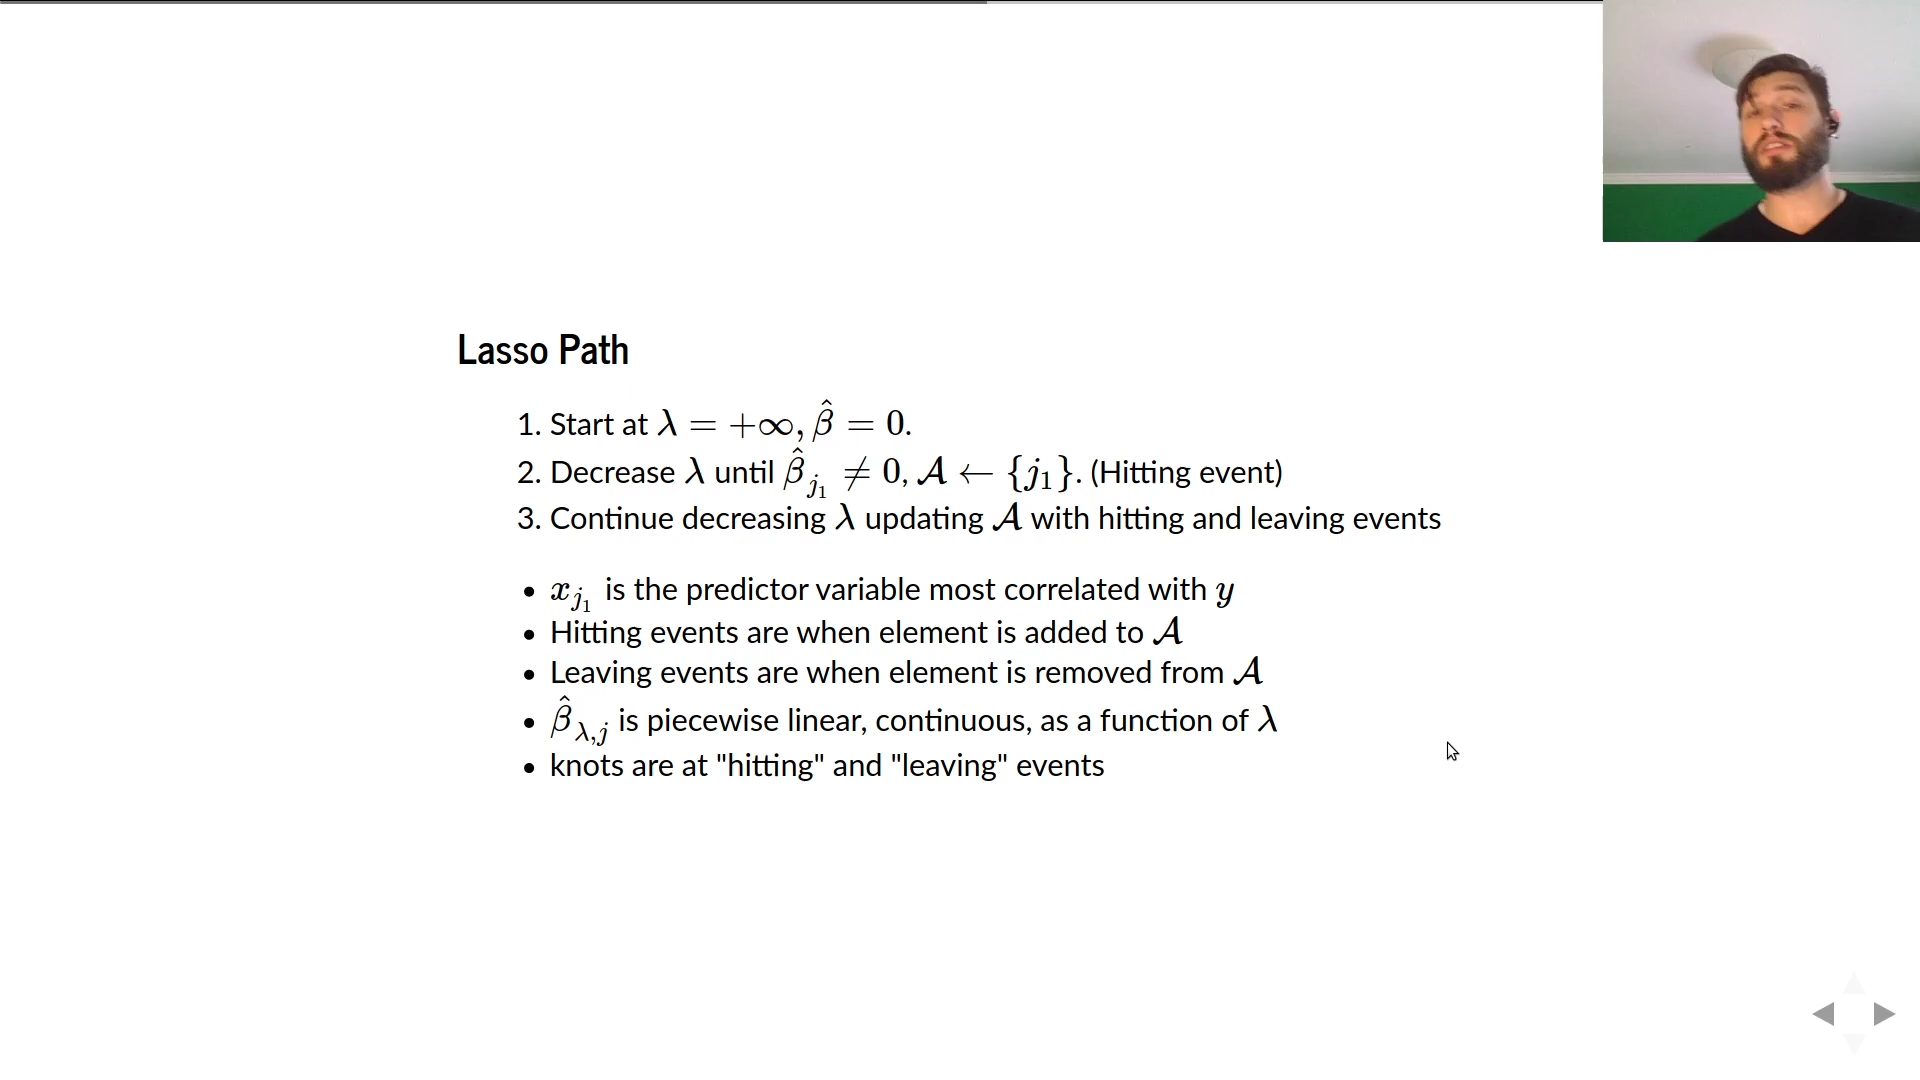 Lasso Path
1. Start at λ = +∞, β̂ = 0.
2. Decrease λ until β̂_{j₁} ≠ 0, 𝒜 ← {j₁}. (Hitting event)
3. Continue decreasing λ updating 𝒜 with hitting and leaving events
• x_{j₁} is the predictor variable most correlated with y
• Hitting events are when element is added to 𝒜
• Leaving events are when element is removed from 𝒜
• β̂_{λ,j} is piecewise linear, continuous, as a function of λ
• knots are at "hitting" and "leaving" events